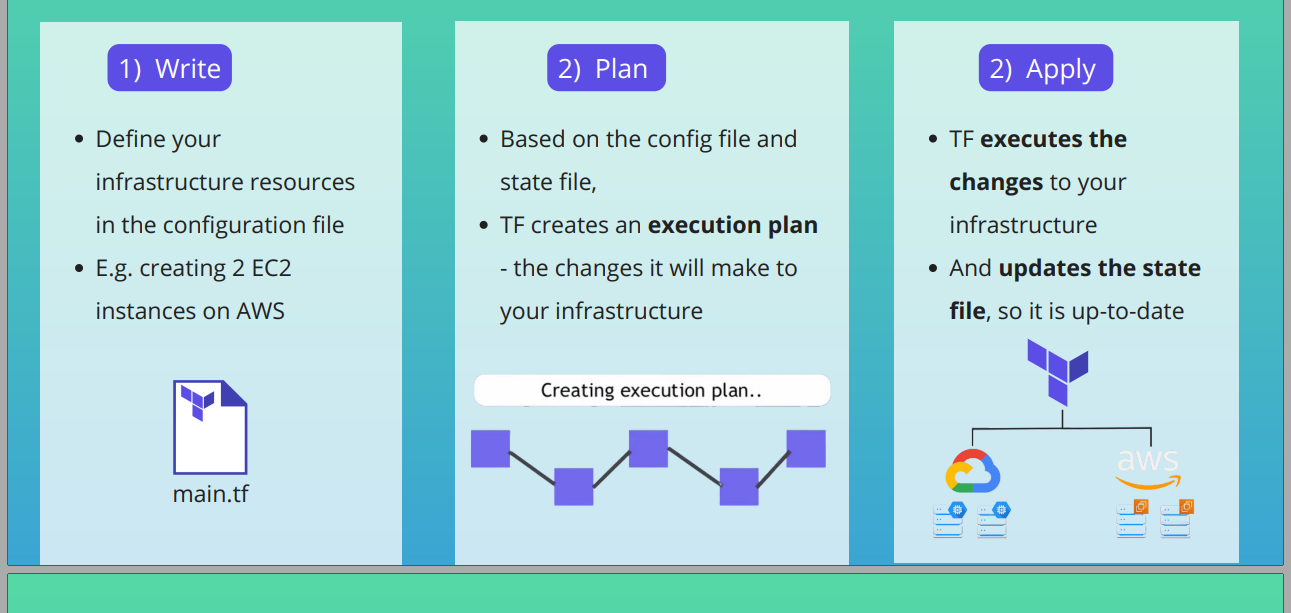 1) Write
• Define your
infrastructure resources
in the configuration file
• E.g. creating 2 EC2
instances on AWS
main.tf
2) Plan
• Based on the config file and
state file,
• TF creates an execution plan
- the changes it will make to
your infrastructure
Creating execution plan..
2) Apply
• TF executes the
changes to your
infrastructure
• And updates the state
file, so it is up-to-date
aws